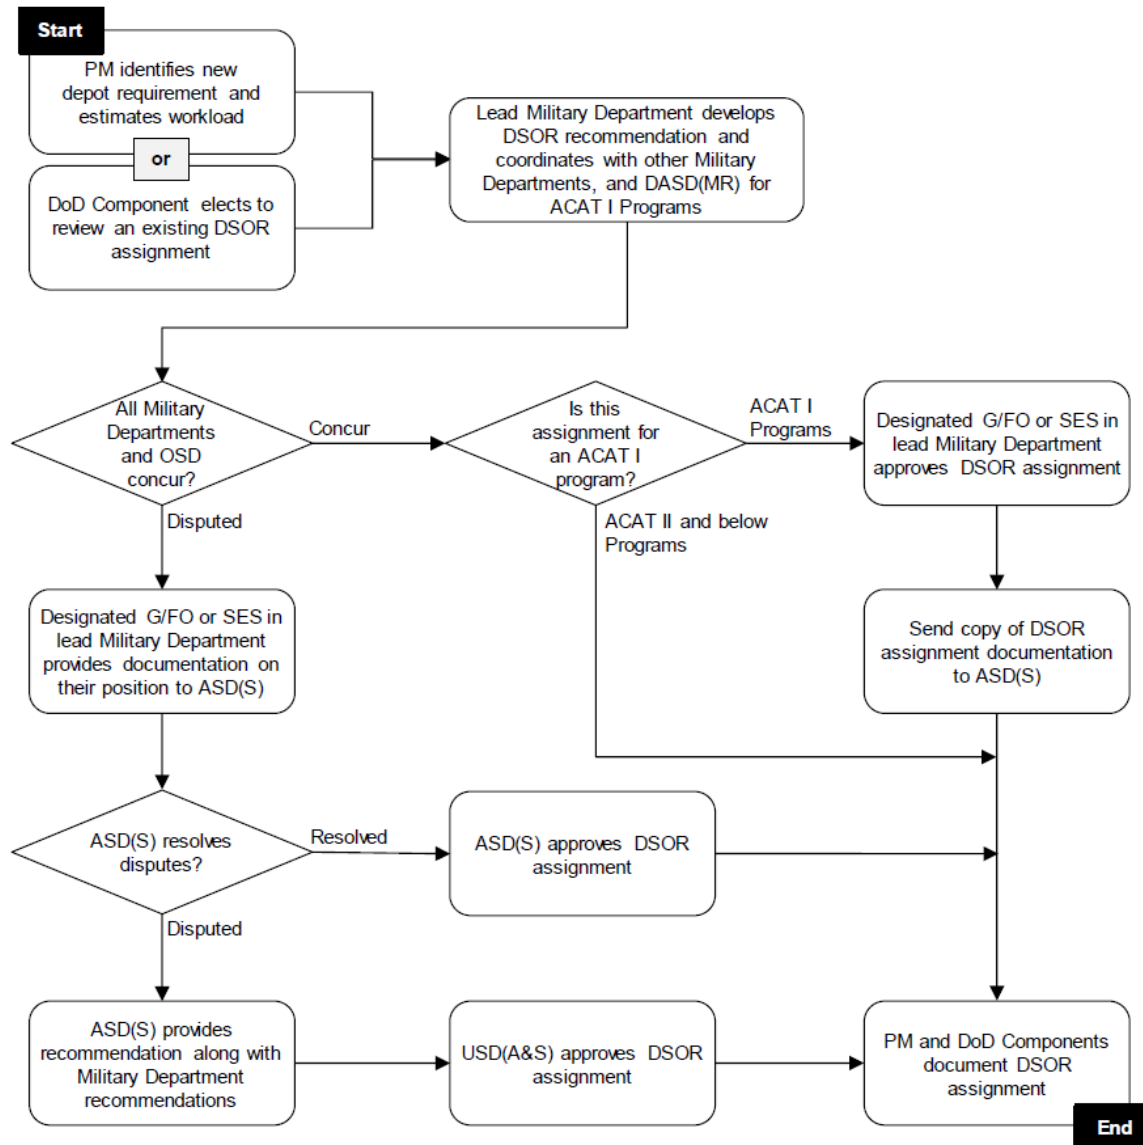 Start
PM identifies new
depot requirement and
estimates workload
or
DoD Component elects to
review an existing DSOR
assignment
Lead Military Department develops
DSOR recommendation and
coordinates with other Military
Departments, and DASD(MR) for
ACAT I Programs
All Military
Departments
and OSD
concur?
Concur
Disputed
Is this
assignment for
an ACAT I
program?
ACAT I
Programs
ACAT II and below
Programs
Designated G/FO or SES in
lead Military Department
approves DSOR assignment
Designated G/FO or SES in
lead Military Department
provides documentation on
their position to ASD(S)
Send copy of DSOR
assignment documentation
to ASD(S)
ASD(S) resolves
disputes?
Resolved
Disputed
ASD(S) approves DSOR
assignment
ASD(S) provides
recommendation along with
Military Department
recommendations
USD(A&S) approves DSOR
assignment
PM and DoD Components
document DSOR
assignment
End